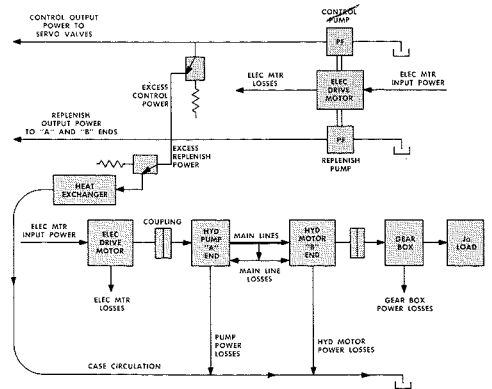 CONTROL OUTPUT
POWER TO
SERVO VALVES
CONTROL
PUMP
PF
ELEC MTR
LOSSES
ELEC
DRIVE
MOTOR
ELEC MTR
INPUT POWER
EXCESS
CONTROL
POWER
REPLENISH
OUTPUT POWER
TO "A" AND "B" ENDS
EXCESS
REPLENISH
POWER
PF
REPLENISH
PUMP
HEAT
EXCHANGER
ELEC MTR
INPUT POWER
ELEC
DRIVE
MOTOR
COUPLING
HYD
PUMP
"A"
END
MAIN LINES
MAIN LINE
LOSSES
HYD
MOTOR
"B"
END
GEAR
BOX
Ja
LOAD
ELEC MTR
LOSSES
GEAR BOX
POWER LOSSES
PUMP
POWER
LOSSES
HYD MOTOR
POWER LOSSES
CASE CIRCULATION